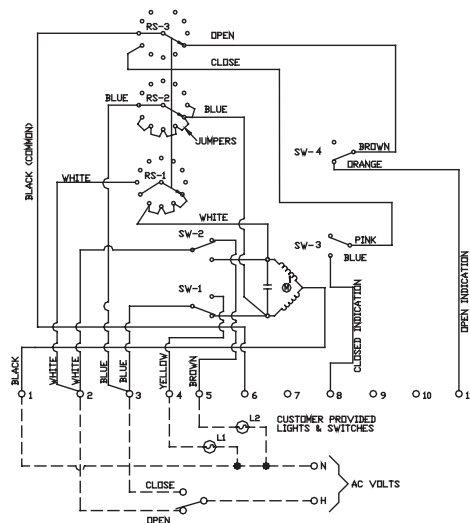 RS-3
OPEN
CLOSE
RS-2
BLUE
BLUE
JUMPERS
BLACK (COMMON)
SW-4
BROWN
ORANGE
RS-1
WHITE
WHITE
SW-2
SW-3
PINK
BLUE
M
SW-1
CLOSED INDICATION
OPEN INDICATION
BLACK
WHITE
WHITE
BLUE
BLUE
YELLOW
BROWN
1 2 3 4 5 6 7 8 9 10 1
L2
CUSTOMER PROVIDED
LIGHTS & SWITCHES
L1
N
CLOSE
AC VOLTS
H
OPEN